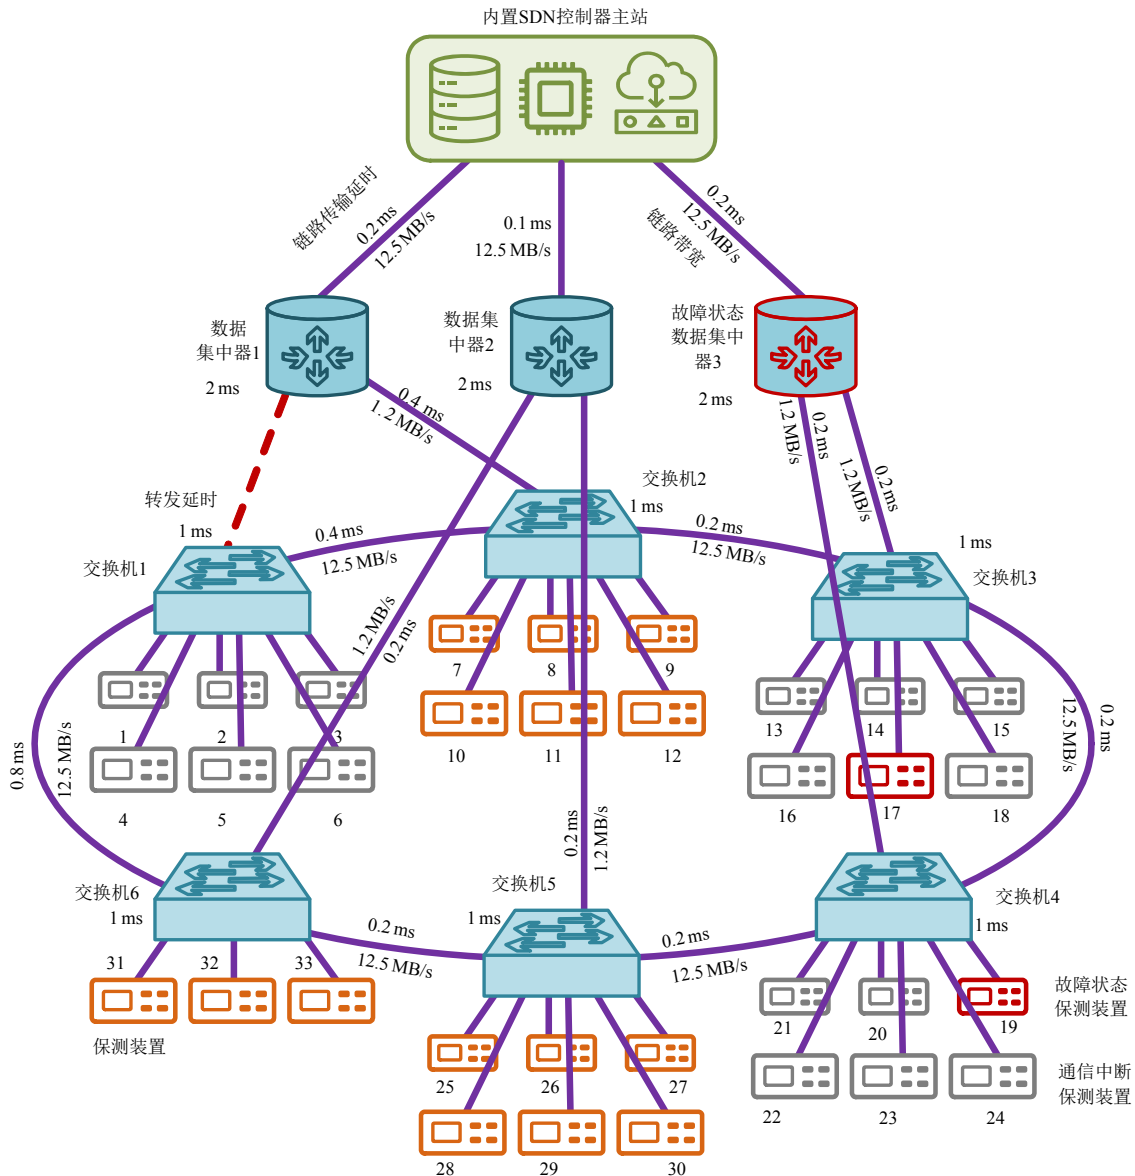 内置SDN控制器主站
链路传输延时
0.2 ms
12.5 MB/s
0.1 ms
12.5 MB/s
0.2 ms
12.5 MB/s
链路带宽
数据
集中器1
2 ms
数据集
中器2
2 ms
故障状态
数据集中
器3
2 ms
0.4 ms
1.2 MB/s
1.2 MB/s
0.2 ms
0.2 ms
1.2 MB/s
转发延时
1 ms
交换机1
交换机2
1 ms
1 ms
交换机3
0.4 ms
12.5 MB/s
0.2 ms
12.5 MB/s
1.2 MB/s
0.2 ms
7
8
9
10
11
12
1
2
3
4
5
6
13
14
15
16
17
18
0.8 ms
12.5 MB/s
0.2 ms
12.5 MB/s
0.2 ms
1.2 MB/s
交换机6
1 ms
交换机5
1 ms
交换机4
1 ms
0.2 ms
12.5 MB/s
0.2 ms
12.5 MB/s
31
32
33
保测装置
21
20
19
故障状态
保测装置
25
26
27
22
23
24
通信中断
保测装置
28
29
30